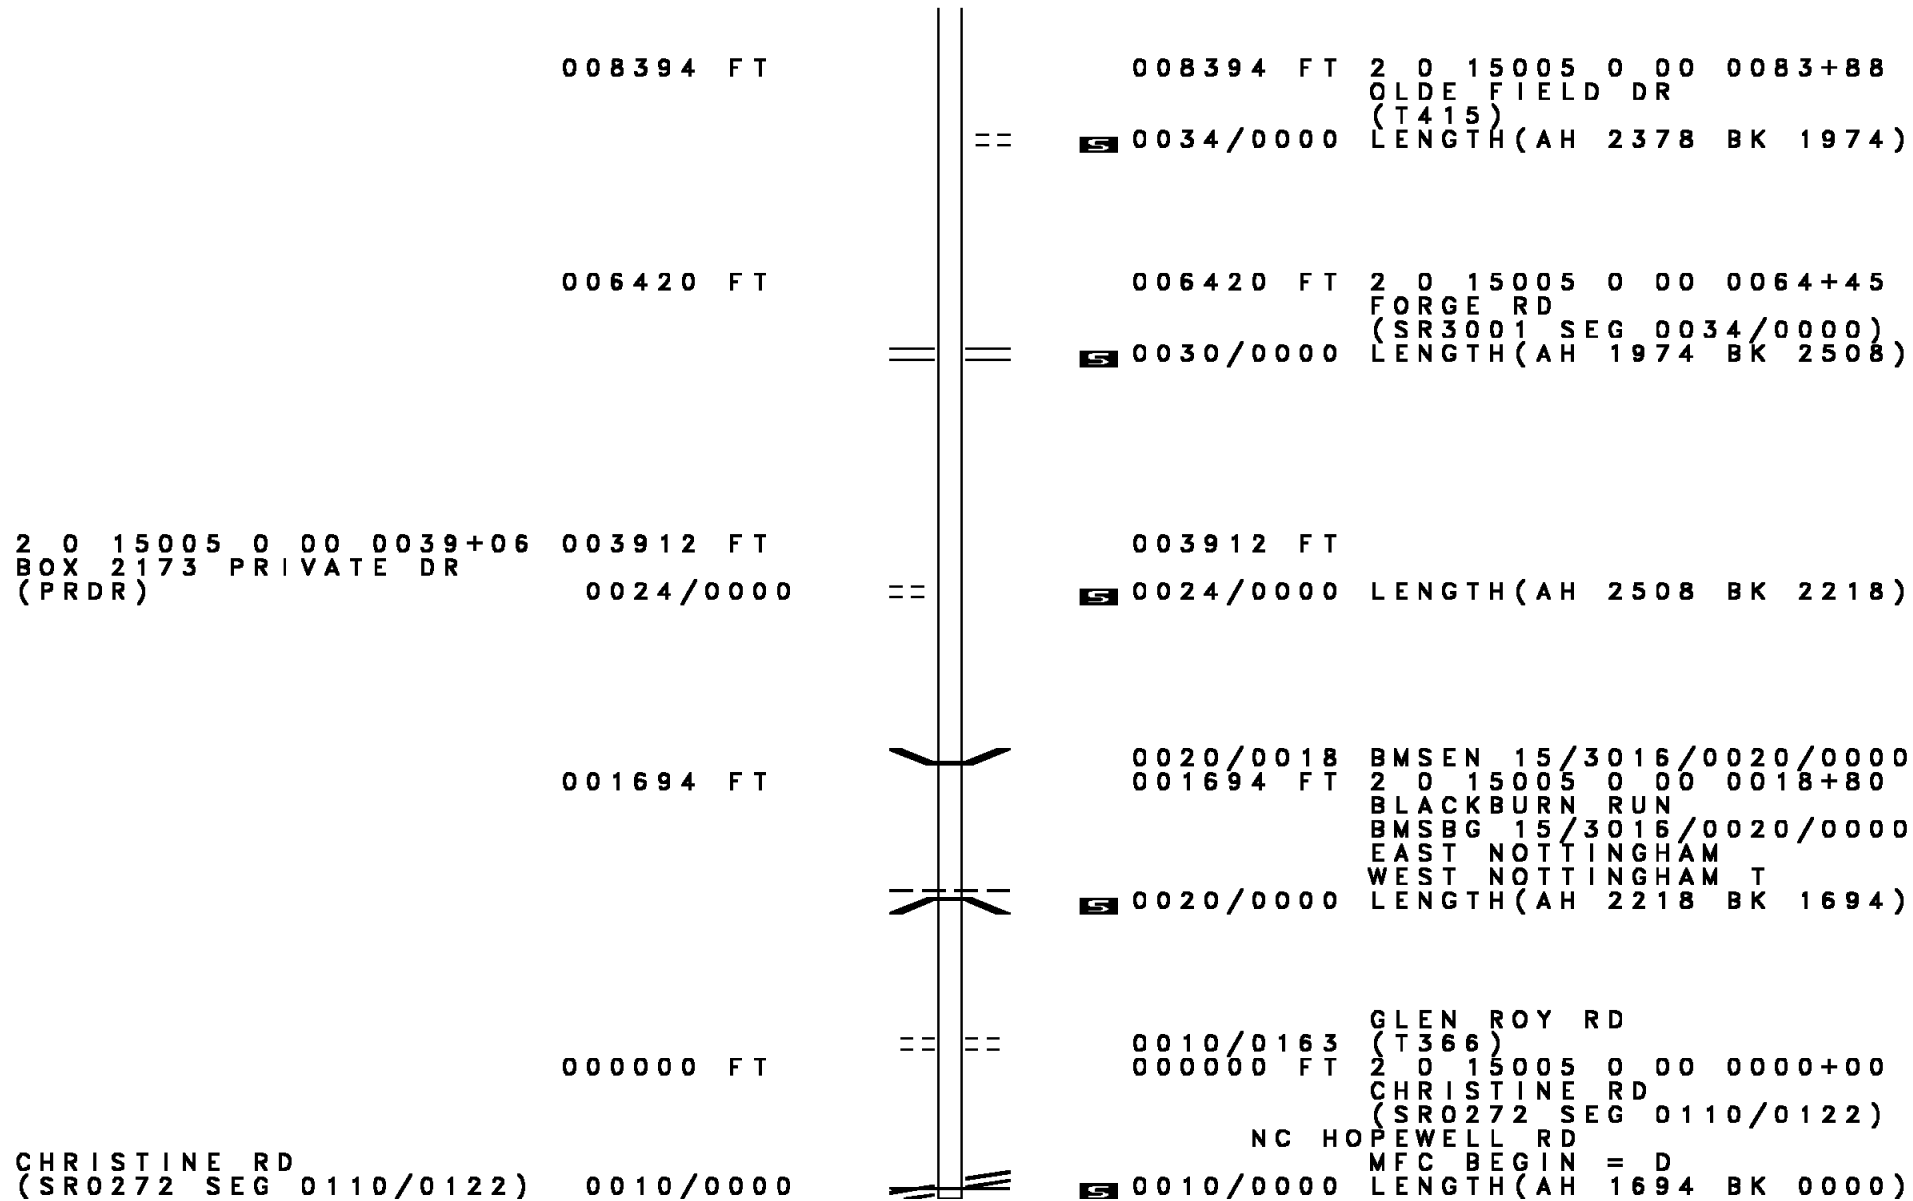 008394 FT 008394 FT 2 0 15005 0 00 0083+88
OLDE FIELD DR
(T415)
S 0034/0000 LENGTH(AH 2378 BK 1974)
006420 FT 006420 FT 2 0 15005 0 00 0064+45
FORGE RD
(SR3001 SEG 0034/0000)
S 0030/0000 LENGTH(AH 1974 BK 2508)
2 0 15005 0 00 0039+06 003912 FT 003912 FT
BOX 2173 PRIVATE DR
(PRDR) 0024/0000 S 0024/0000 LENGTH(AH 2508 BK 2218)
0020/0018 BMSEN 15/3016/0020/0000
001694 FT 001694 FT 2 0 15005 0 00 0018+80
BLACKBURN RUN
BMSBG 15/3016/0020/0000
EAST NOTTINGHAM
WEST NOTTINGHAM T
S 0020/0000 LENGTH(AH 2218 BK 1694)
GLEN ROY RD
0010/0163 (T366)
000000 FT 000000 FT 2 0 15005 0 00 0000+00
CHRISTINE RD
(SR0272 SEG 0110/0122)
NC HOPEWELL RD
CHRISTINE RD MFC BEGIN = D
(SR0272 SEG 0110/0122) 0010/0000 S 0010/0000 LENGTH(AH 1694 BK 0000)